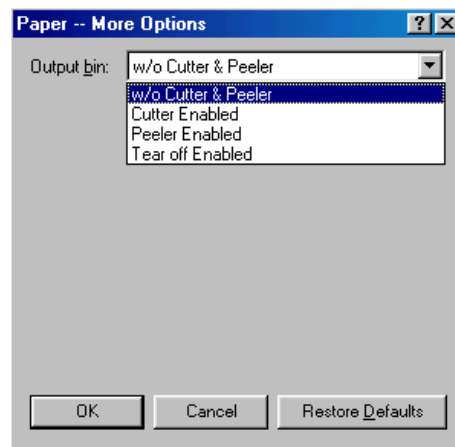 Paper -- More Options
Output bin: w/o Cutter & Peeler
w/o Cutter & Peeler
Cutter Enabled
Peeler Enabled
Tear off Enabled
OK Cancel Restore Defaults